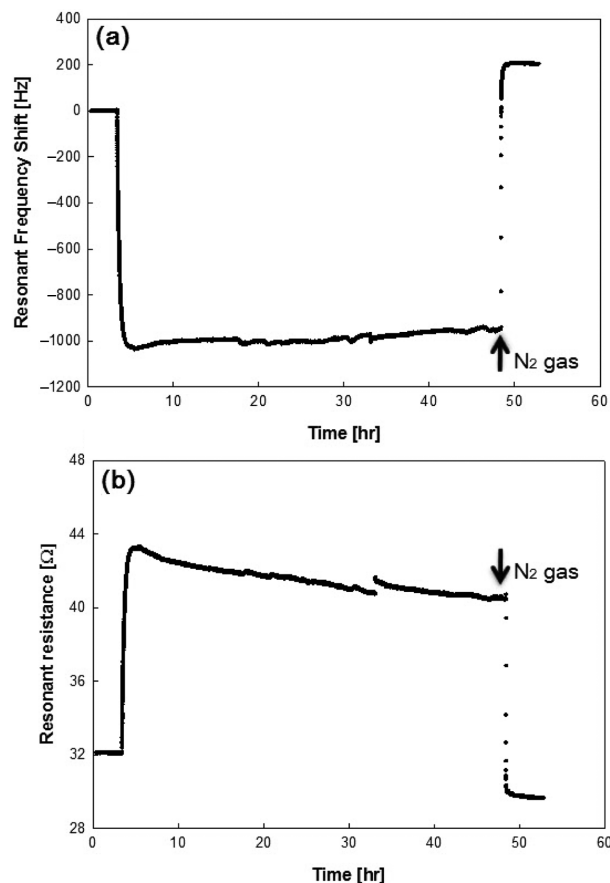 (a)
Resonant Frequency Shift [Hz]
400
200
0
–200
–400
–600
–800
–1000
–1200
N₂ gas
0 10 20 30 40 50 60
Time [hr]
(b)
Resonant resistance [Ω]
48
44
40
36
32
28
N₂ gas
0 10 20 30 40 50 60
Time [hr]